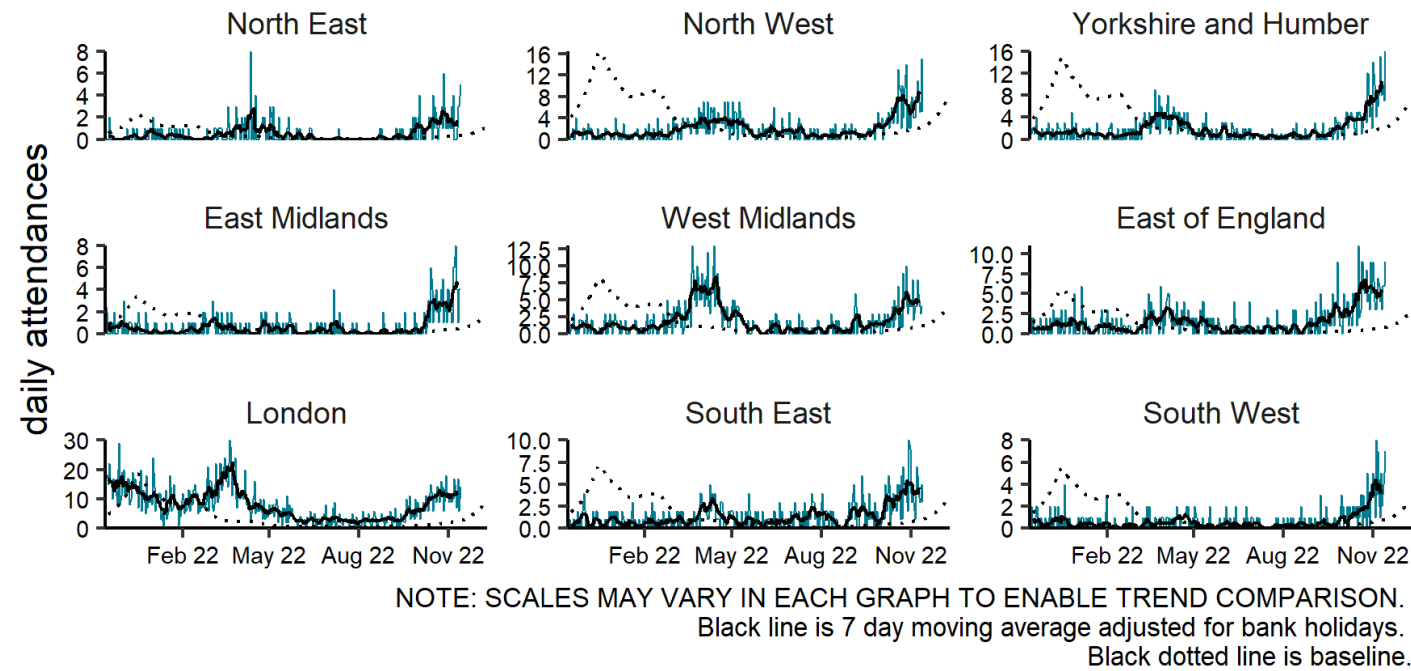 North East
North West
Yorkshire and Humber
8
6
4
2
0
16
12
8
4
0
16
12
8
4
0
daily attendances
East Midlands
West Midlands
East of England
8
6
4
2
0
12.5
10.0
7.5
5.0
2.5
0.0
10.0
7.5
5.0
2.5
0.0
London
South East
South West
30
20
10
0
10.0
7.5
5.0
2.5
0.0
8
6
4
2
0
Feb 22 May 22 Aug 22 Nov 22
Feb 22 May 22 Aug 22 Nov 22
Feb 22 May 22 Aug 22 Nov 22
NOTE: SCALES MAY VARY IN EACH GRAPH TO ENABLE TREND COMPARISON.
Black line is 7 day moving average adjusted for bank holidays.
Black dotted line is baseline.